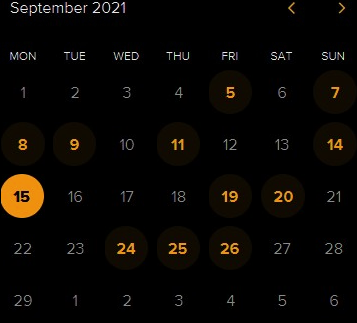 September 2021
MON TUE WED THU FRI SAT SUN
1 2 3 4 5 6 7
8 9 10 11 12 13 14
15 16 17 18 19 20 21
22 23 24 25 26 27 28
29 1 2 3 4 5 6